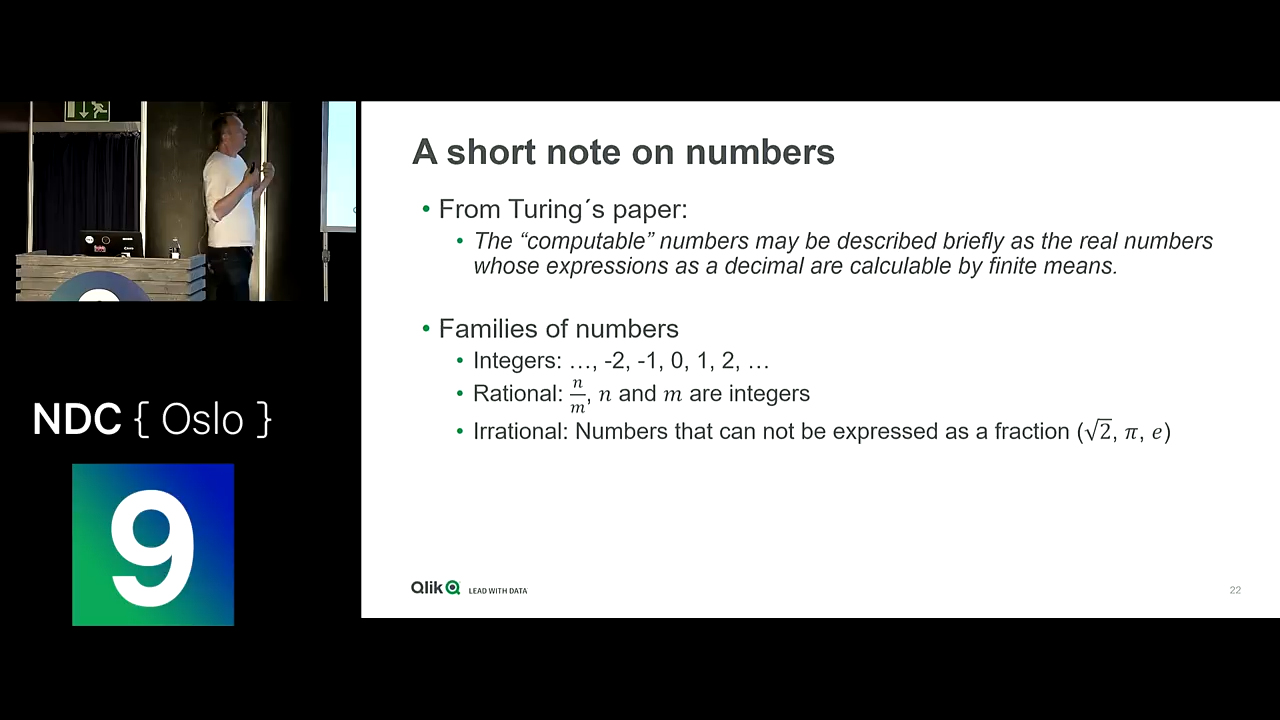 A short note on numbers
• From Turing´s paper:
• The “computable” numbers may be described briefly as the real numbers
whose expressions as a decimal are calculable by finite means.
• Families of numbers
• Integers: …, -2, -1, 0, 1, 2, …
• Rational: n/m, n and m are integers
• Irrational: Numbers that can not be expressed as a fraction (√2, π, e)
Qlik LEAD WITH DATA
22
NDC { Oslo }
9